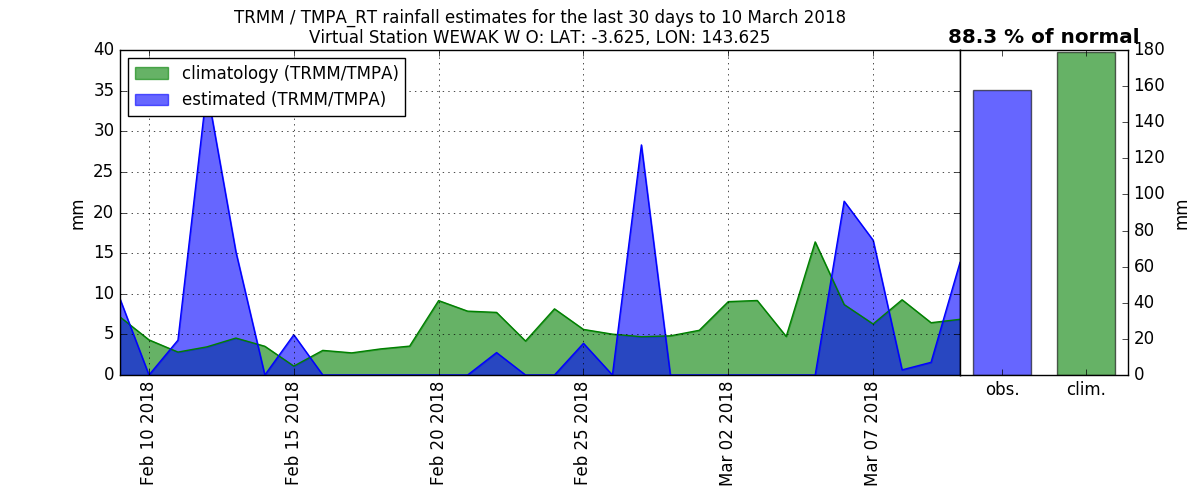 TRMM / TMPA_RT rainfall estimates for the last 30 days to 10 March 2018
Virtual Station WEWAK W O: LAT: -3.625, LON: 143.625
88.3 % of normal
climatology (TRMM/TMPA)
estimated (TRMM/TMPA)
40
35
30
25
20
15
10
5
0
mm
Feb 10 2018
Feb 15 2018
Feb 20 2018
Feb 25 2018
Mar 02 2018
Mar 07 2018
obs.
clim.
180
160
140
120
100
80
60
40
20
0
mm